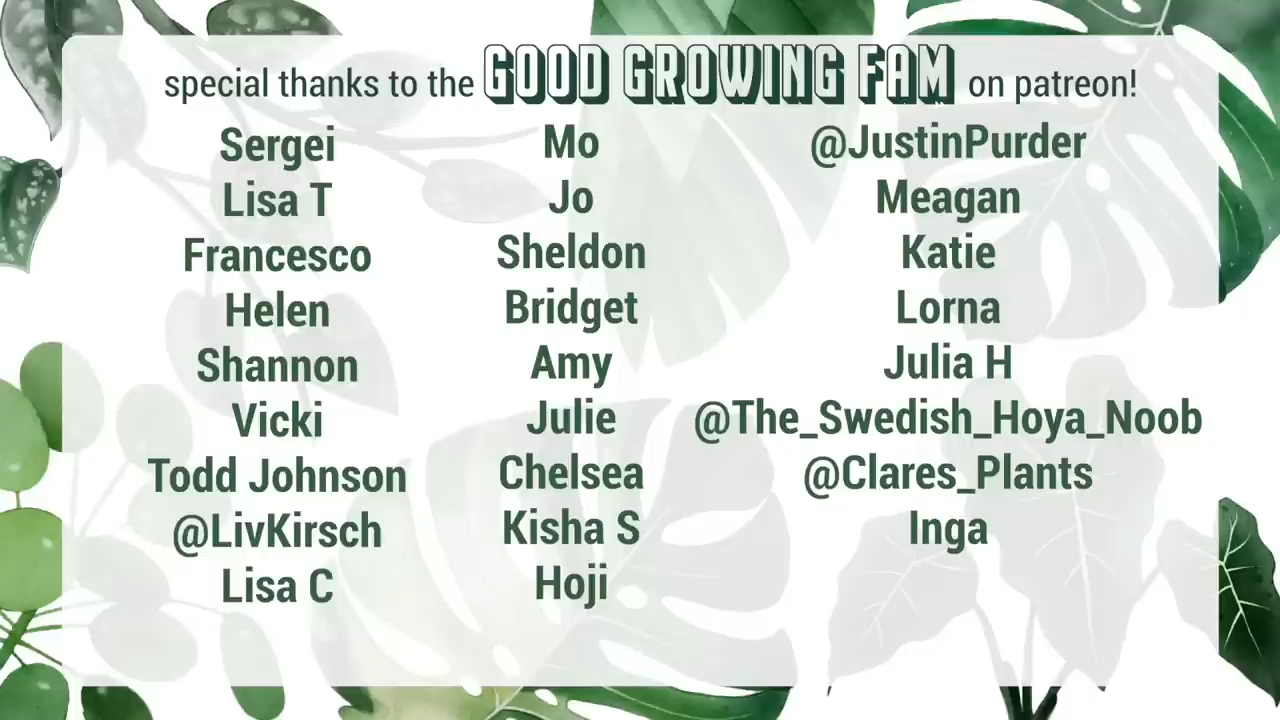 special thanks to the GOOD GROWING FAM on patreon!
Sergei
Lisa T
Francesco
Helen
Shannon
Vicki
Todd Johnson
@LivKirsch
Lisa C
Mo
Jo
Sheldon
Bridget
Amy
Julie
Chelsea
Kisha S
Hoji
@JustinPurder
Meagan
Katie
Lorna
Julia H
@The_Swedish_Hoya_Noob
@Clares_Plants
Inga